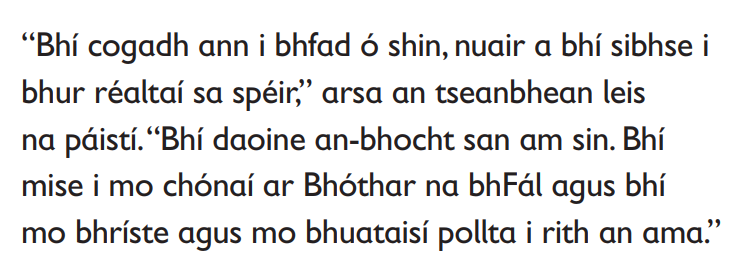 “Bhí cogadh ann i bhfad ó shin, nuair a bhí sibhse i
bhur réaltaí sa spéir,” arsa an tseanbhean leis
na páistí. “Bhí daoine an-bhocht san am sin. Bhí
mise i mo chónaí ar Bhóthar na bhFál agus bhí
mo bhríste agus mo bhuataisí pollta i rith an ama.”